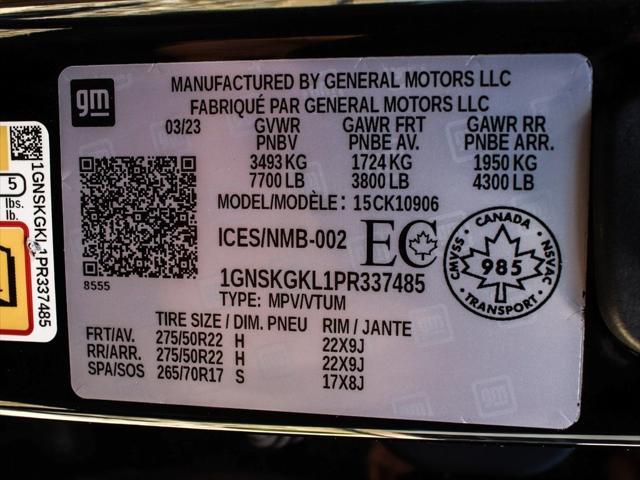 gm
MANUFACTURED BY GENERAL MOTORS LLC
FABRIQUÉ PAR GENERAL MOTORS LLC
03/23 GVWR GAWR FRT GAWR RR
PNBV PNBE AV. PNBE ARR.
3493 KG 1724 KG 1950 KG
7700 LB 3800 LB 4300 LB
MODEL/MODÈLE: 15CK10906
ICES/NMB-002 EC
8555
1GNSKGKL1PR337485
TYPE: MPV/VTUM
CANADA
CMVSS 985 NSVAC
TRANSPORT
TIRE SIZE / DIM. PNEU RIM / JANTE
FRT/AV. 275/50R22 H 22X9J
RR/ARR. 275/50R22 H 22X9J
SPA/SOS 265/70R17 S 17X8J
1GNSKGKL1PR337485
5
lbs.
lb.